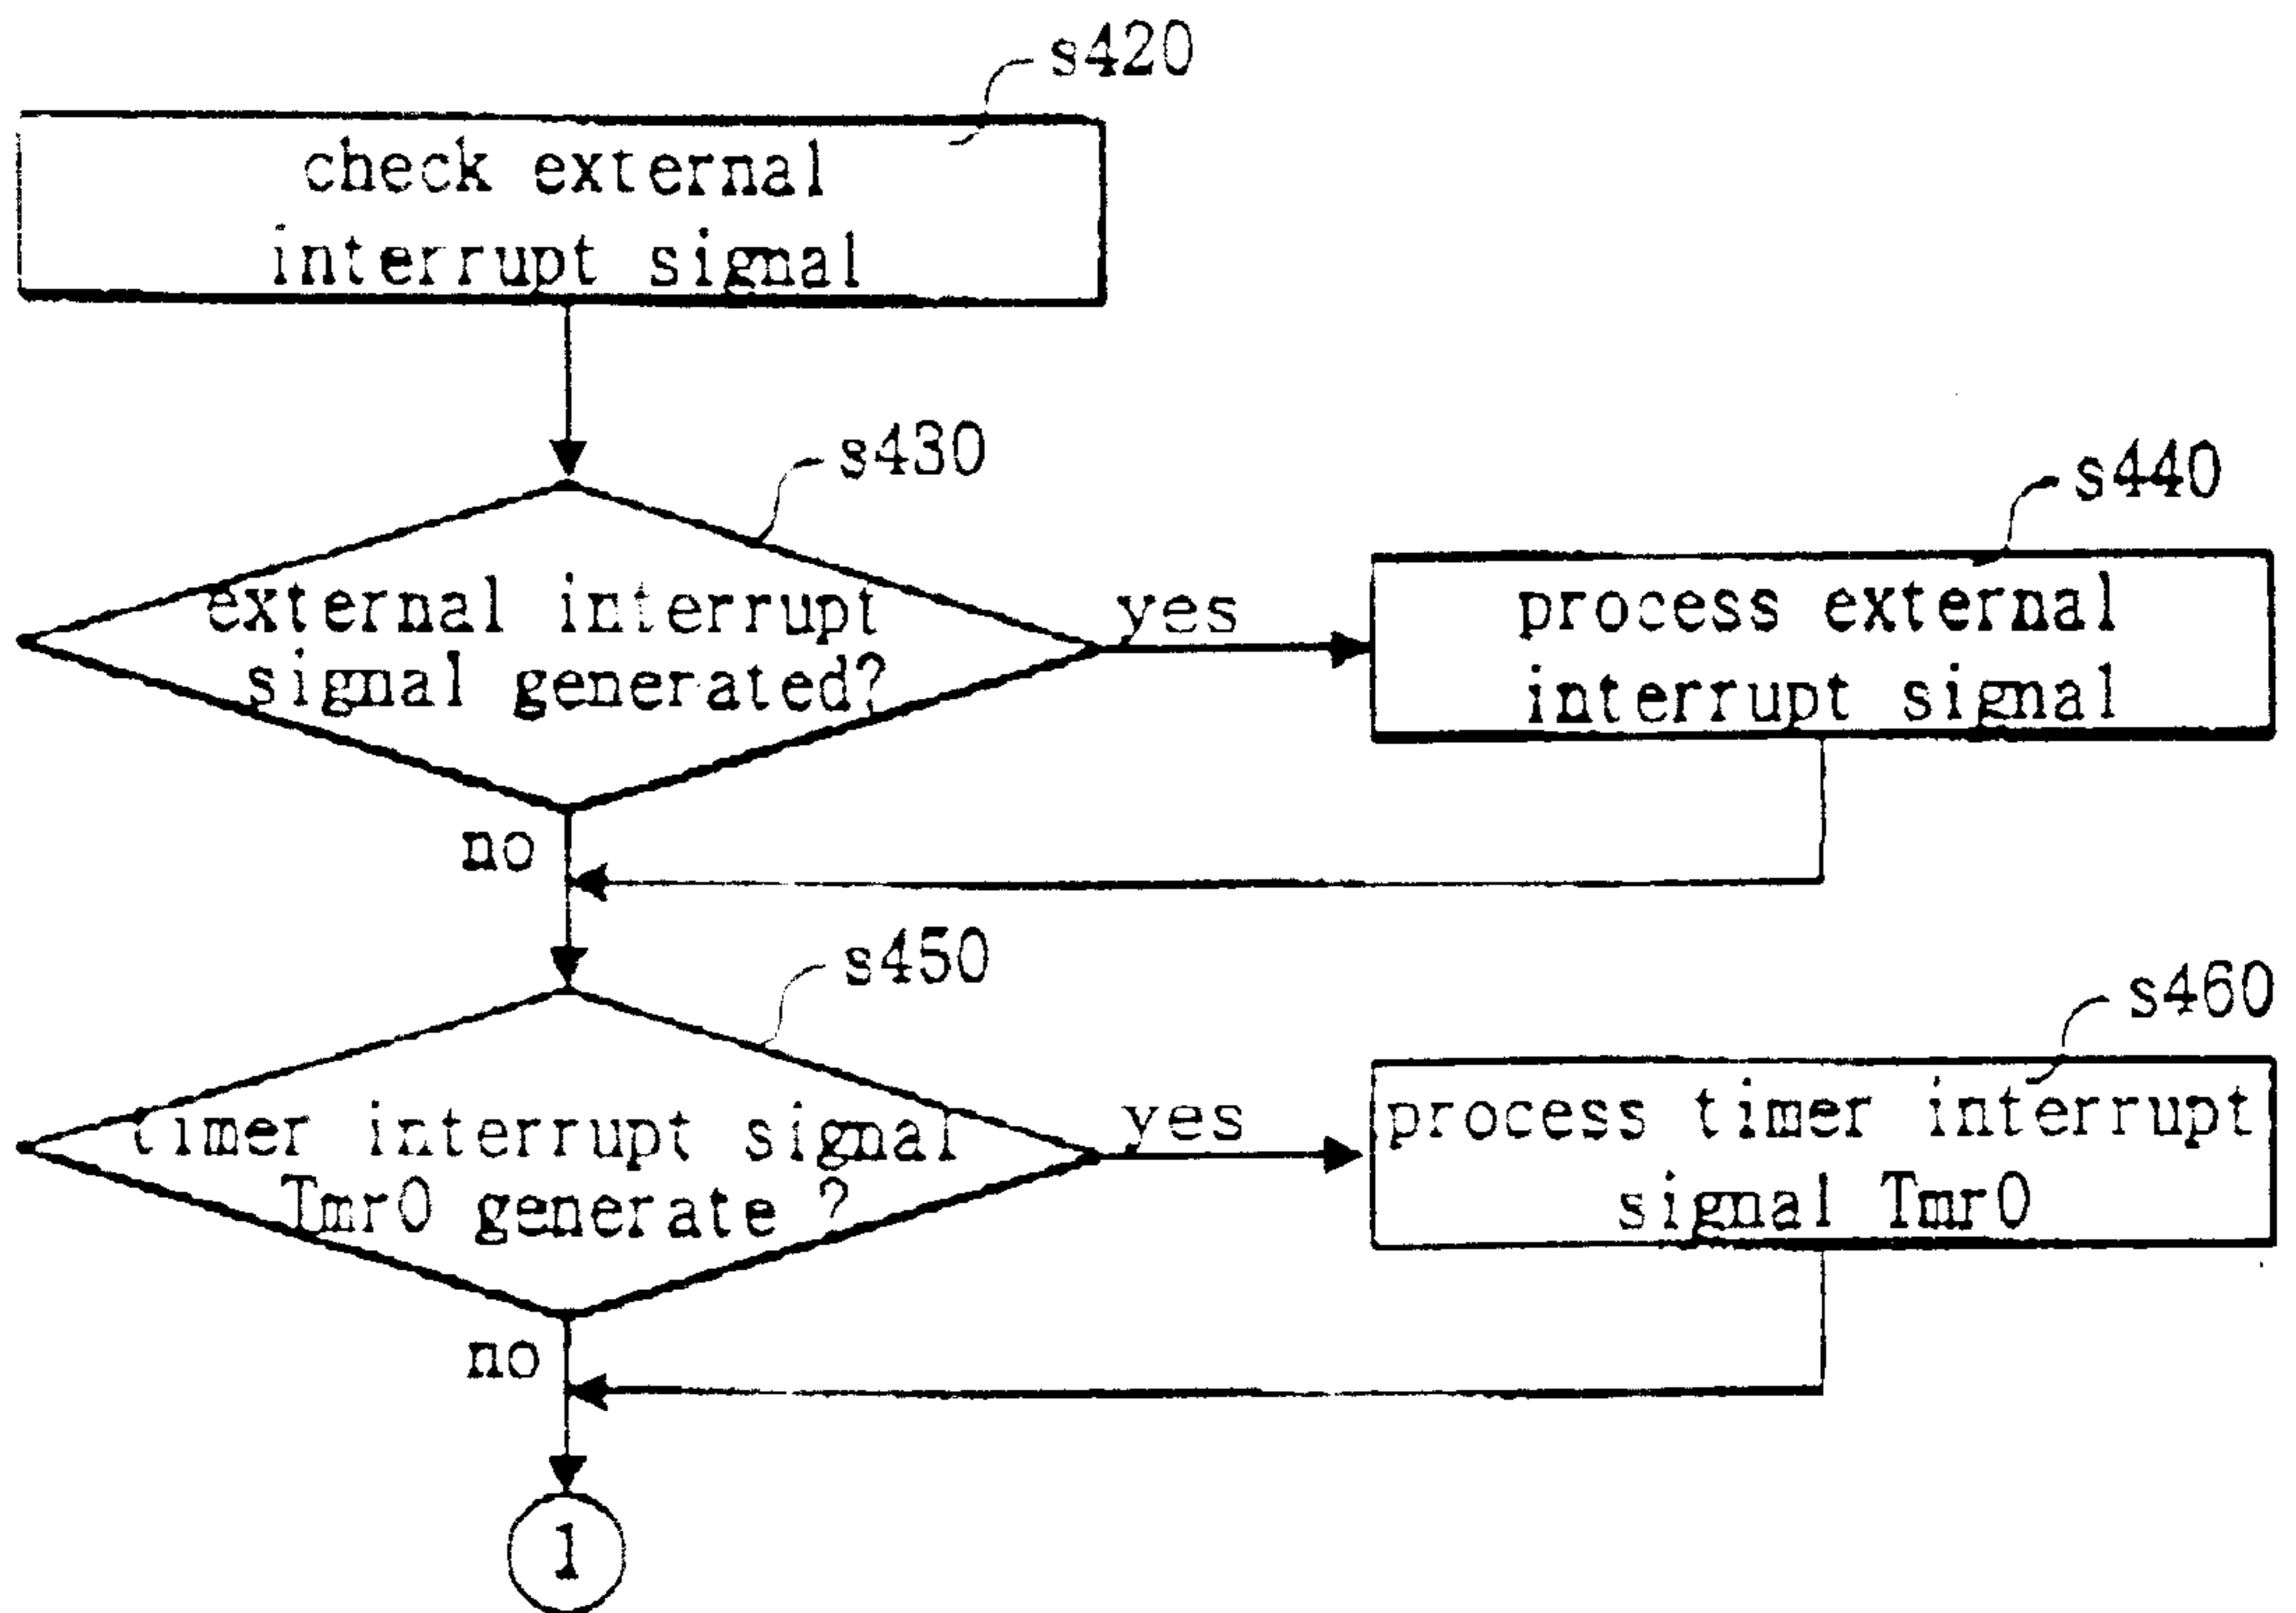 s420
check external
interrupt signal
s430
external interrupt
signal generated?
yes
s440
process external
interrupt signal
no
s450
timer interrupt signal
Tmr0 generate ?
yes
s460
process timer interrupt
signal Tmr0
no
1